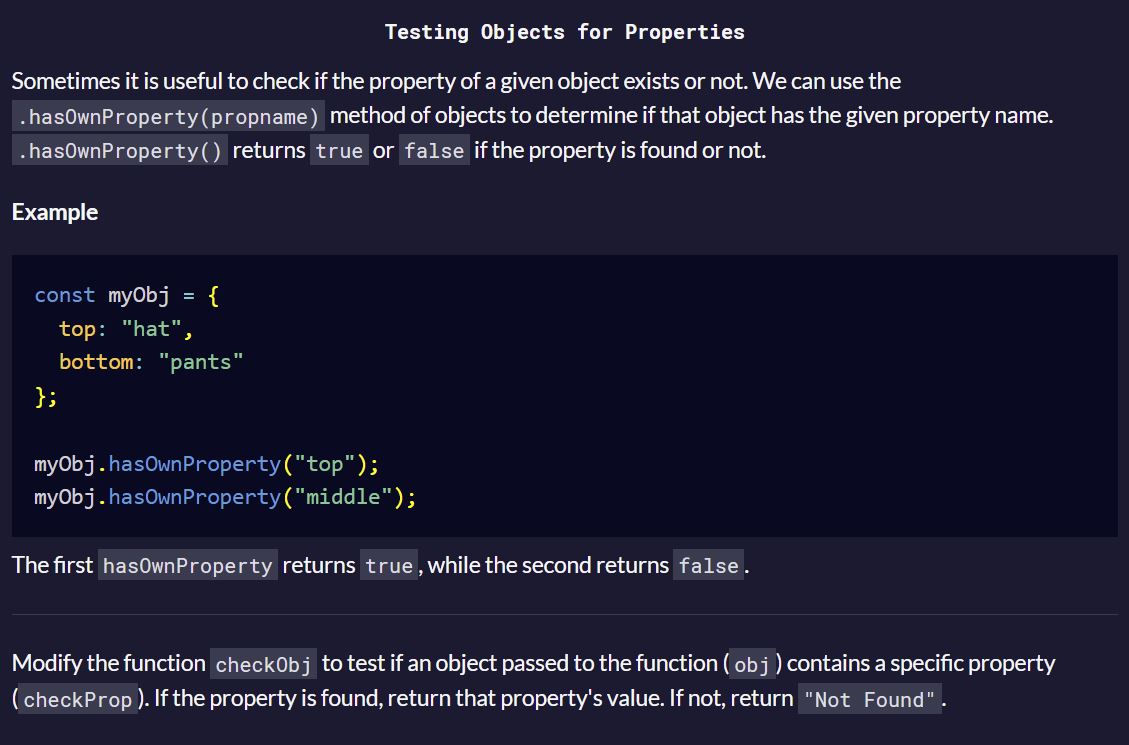 Testing Objects for Properties
Sometimes it is useful to check if the property of a given object exists or not. We can use the
.hasOwnProperty(propname) method of objects to determine if that object has the given property name.
.hasOwnProperty() returns true or false if the property is found or not.
Example
const myObj = {
  top: "hat",
  bottom: "pants"
};
myObj.hasOwnProperty("top");
myObj.hasOwnProperty("middle");
The first hasOwnProperty returns true, while the second returns false.
Modify the function checkObj to test if an object passed to the function (obj) contains a specific property
(checkProp). If the property is found, return that property's value. If not, return "Not Found".